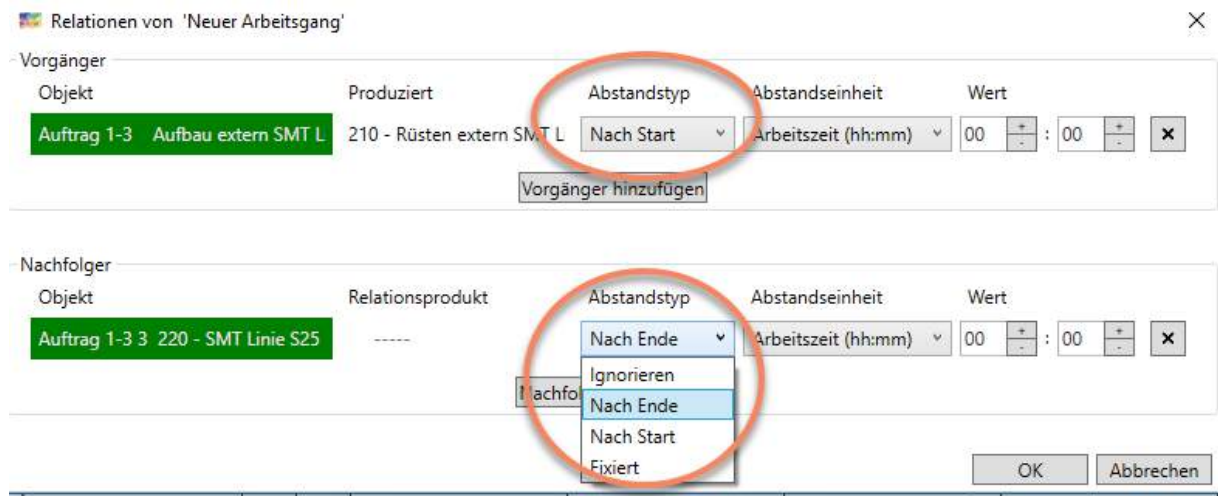 Relationen von 'Neuer Arbeitsgang'
Vorgänger
Objekt Produziert Abstandstyp Abstandseinheit Wert
Auftrag 1-3 Aufbau extern SMT L 210 - Rüsten extern SMT L Nach Start Arbeitszeit (hh:mm) 00 + - : 00 + -
Vorgänger hinzufügen
Nachfolger
Objekt Relationsprodukt Abstandstyp Abstandseinheit Wert
Auftrag 1-3 3 220 - SMT Linie S25 ----- Nach Ende Arbeitszeit (hh:mm) 00 + - : 00 + -
Ignorieren
Nachfol
Nach Ende
Nach Start
Fixiert
OK Abbrechen